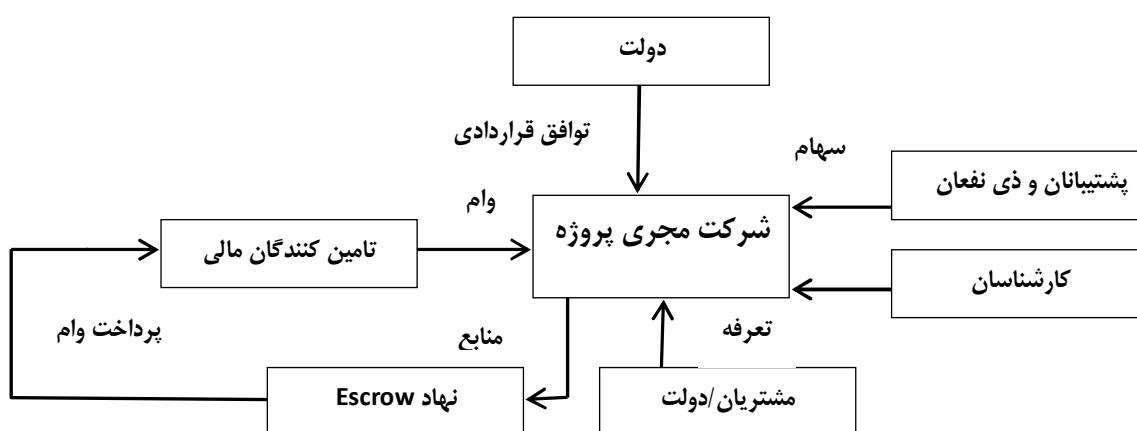 دولت
توافق قراردادی
سهام
پشتیبانان و ذی نفعان
وام
شرکت مجری پروژه
تامین کنندگان مالی
کارشناسان
تعرفه
منابع
پرداخت وام
نهاد Escrow
مشتریان/دولت